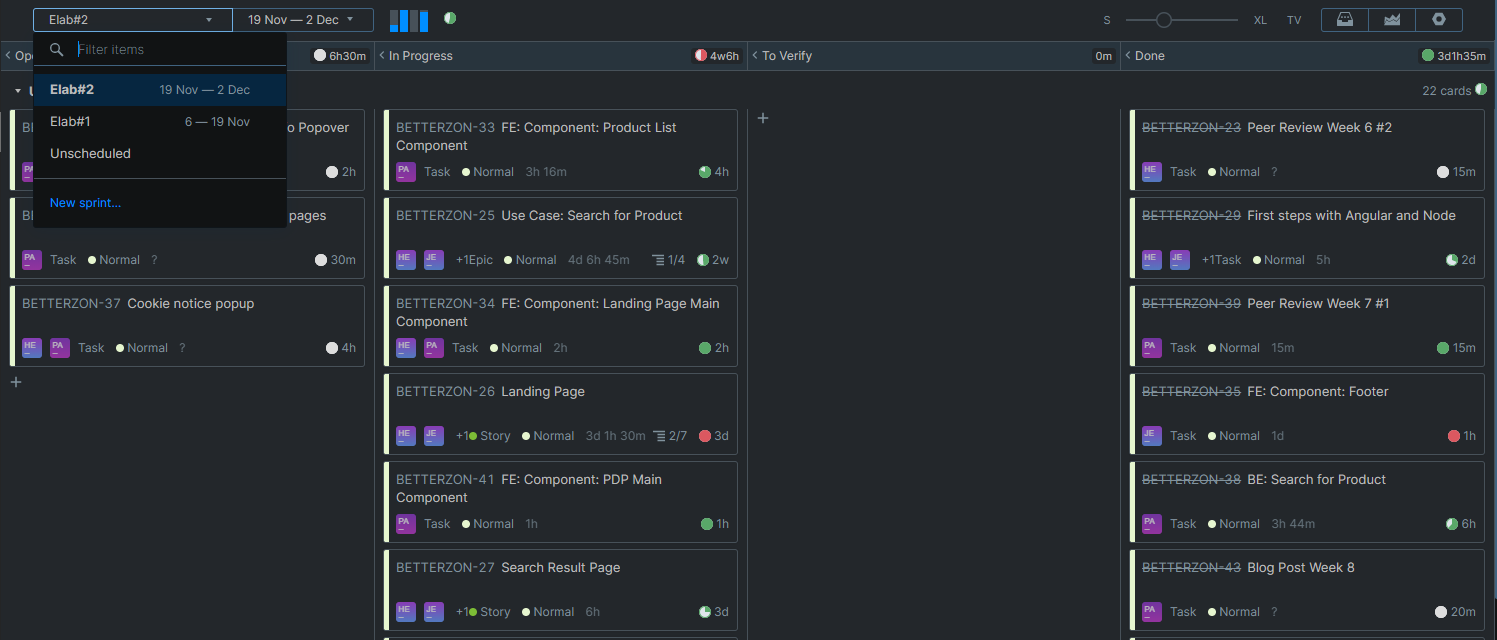 Elab#2
19 Nov — 2 Dec
S
XL
TV
Filter items
Elab#2 19 Nov — 2 Dec
Elab#1 6 — 19 Nov
Unscheduled
New sprint...
6h30m
In Progress 4w6h
To Verify 0m
Done 3d1h35m
22 cards
o Popover
PA
2h
pages
PA Task Normal ? 30m
BETTERZON-37 Cookie notice popup
HE PA Task Normal ? 4h
+
BETTERZON-33 FE: Component: Product List
Component
PA Task Normal 3h 16m 4h
BETTERZON-25 Use Case: Search for Product
HE JE +1Epic Normal 4d 6h 45m 1/4 2w
BETTERZON-34 FE: Component: Landing Page Main
Component
HE PA Task Normal 2h 2h
BETTERZON-26 Landing Page
HE JE +1 Story Normal 3d 1h 30m 2/7 3d
BETTERZON-41 FE: Component: PDP Main
Component
PA Task Normal 1h 1h
BETTERZON-27 Search Result Page
HE JE +1 Story Normal 6h 3d
+
BETTERZON-23 Peer Review Week 6 #2
HE Task Normal ? 15m
BETTERZON-29 First steps with Angular and Node
HE JE +1Task Normal 5h 2d
BETTERZON-39 Peer Review Week 7 #1
PA Task Normal 15m 15m
BETTERZON-35 FE: Component: Footer
JE Task Normal 1d 1h
BETTERZON-38 BE: Search for Product
PA Task Normal 3h 44m 6h
BETTERZON-43 Blog Post Week 8
PA Task Normal ? 20m